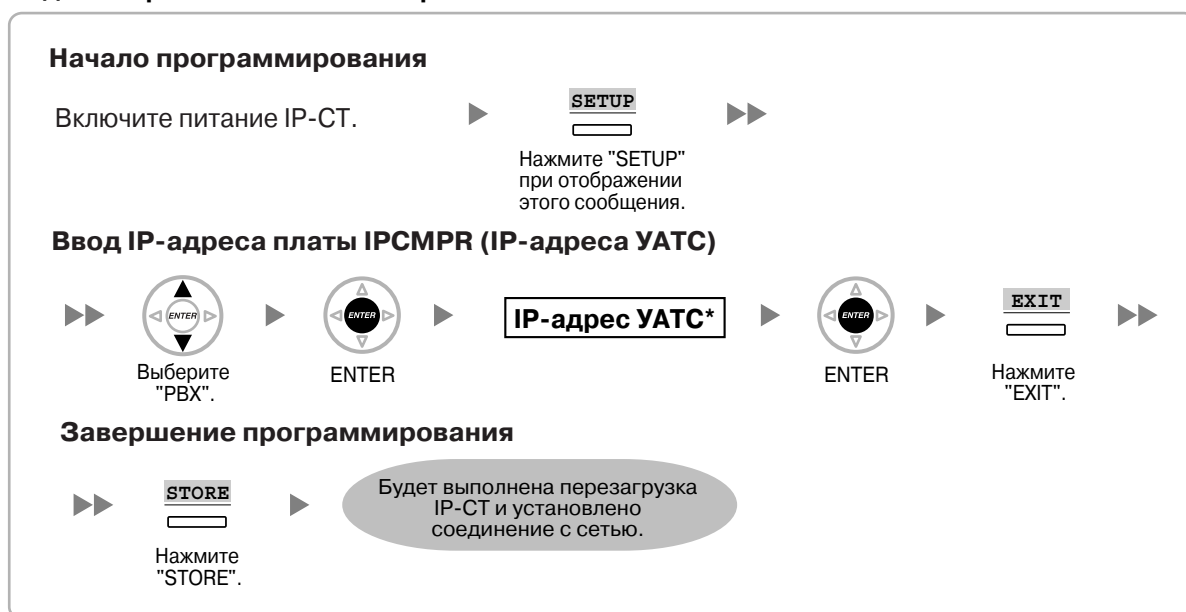 Начало программирования
Включите питание IP-СТ.
SETUP
Нажмите "SETUP"
при отображении
этого сообщения.
Ввод IP-адреса платы IPCMPR (IP-адреса УАТС)
ENTER
Выберите
"PBX".
ENTER
ENTER
IP-адрес УАТС*
ENTER
ENTER
EXIT
Нажмите
"EXIT".
Завершение программирования
STORE
Нажмите
"STORE".
Будет выполнена перезагрузка
IP-СТ и установлено
соединение с сетью.